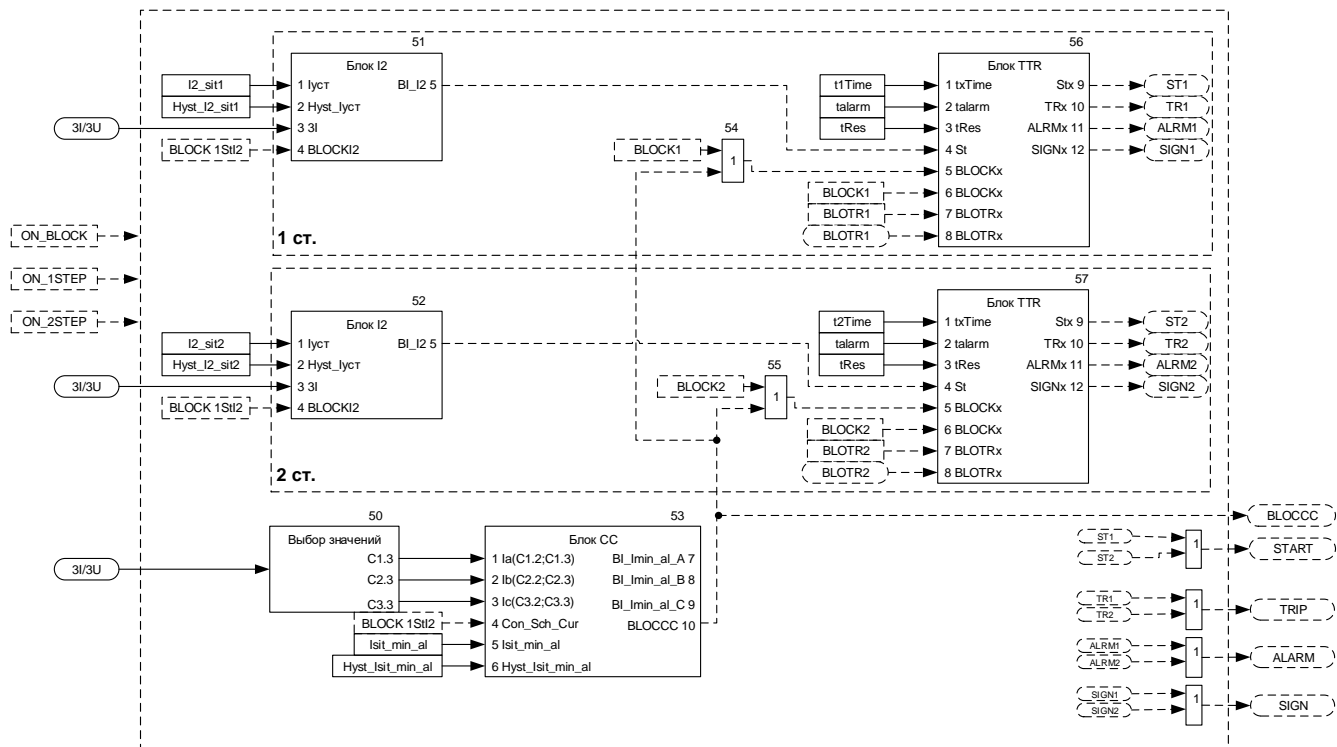 51
Блок I2
I2_sit1
1 Iуст
BI_I2 5
Hyst_I2_sit1
2 Hyst_Iуст
3I/3U
3 3I
BLOCK 1StI2
4 BLOCKI2
54
BLOCK1
1
56
Блок TTR
t1Time
1 txTime
Stx 9
ST1
talarm
2 talarm
TRx 10
TR1
tRes
3 tRes
ALRMx 11
ALRM1
4 St
SIGNx 12
SIGN1
5 BLOCKx
BLOCK1
6 BLOCKx
BLOTR1
7 BLOTRx
BLOTR1
8 BLOTRx
1 ст.
ON_BLOCK
ON_1STEP
ON_2STEP
52
Блок I2
I2_sit2
1 Iуст
BI_I2 5
Hyst_I2_sit2
2 Hyst_Iуст
3I/3U
3 3I
BLOCK 1StI2
4 BLOCKI2
55
BLOCK2
1
57
Блок TTR
t2Time
1 txTime
Stx 9
ST2
talarm
2 talarm
TRx 10
TR2
tRes
3 tRes
ALRMx 11
ALRM2
4 St
SIGNx 12
SIGN2
5 BLOCKx
BLOCK2
6 BLOCKx
BLOTR2
7 BLOTRx
BLOTR2
8 BLOTRx
2 ст.
50
Выбор значений
3I/3U
C1.3
C2.3
C3.3
53
Блок СС
1 Ia(C1.2;C1.3)
BI_Imin_al_A 7
2 Ib(C2.2;C2.3)
BI_Imin_al_B 8
3 Ic(C3.2;C3.3)
BI_Imin_al_C 9
BLOCK 1StI2
4 Con_Sch_Cur
BLOCCC 10
Isit_min_al
5 Isit_min_al
Hyst_Isit_min_al
6 Hyst_Isit_min_al
BLOCCC
ST1
ST2
1
START
TR1
TR2
1
TRIP
ALRM1
ALRM2
1
ALARM
SIGN1
SIGN2
1
SIGN